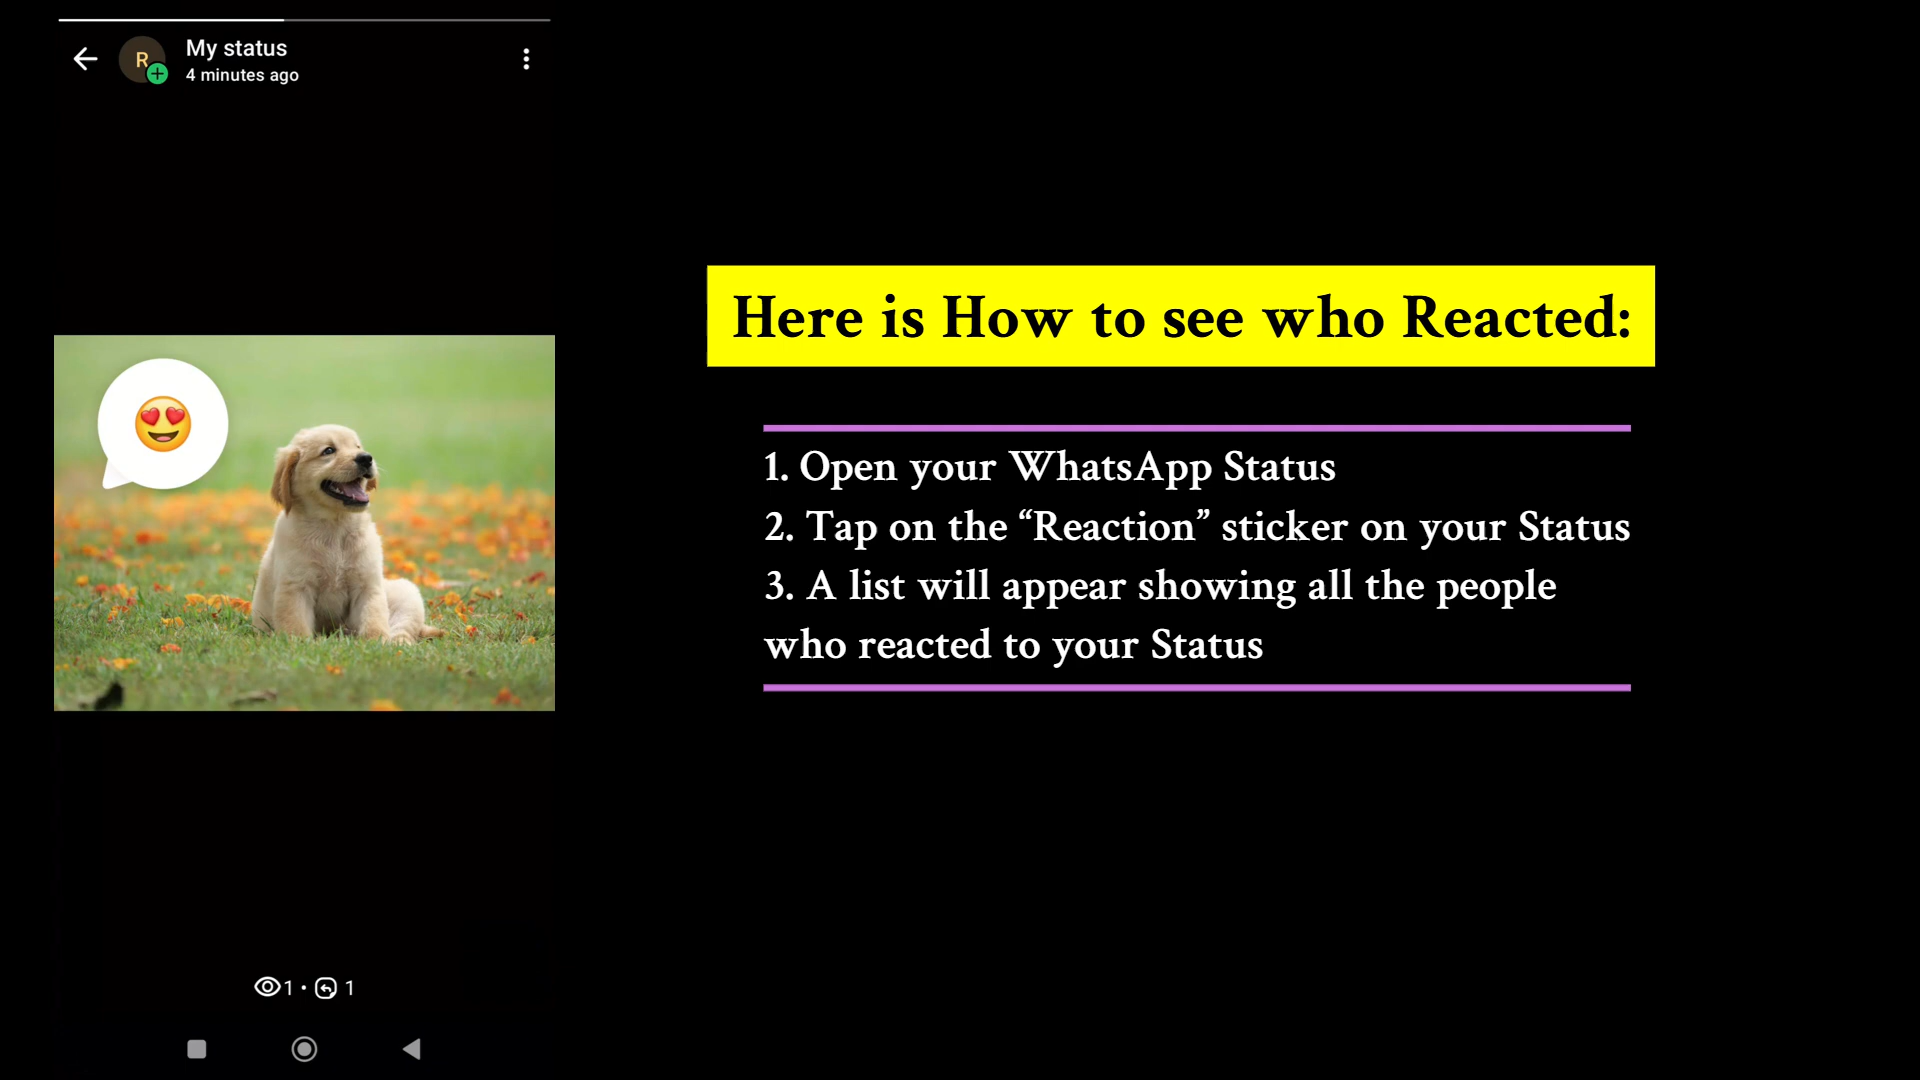 My status
R
4 minutes ago
Here is How to see who Reacted:
1. Open your WhatsApp Status
2. Tap on the “Reaction” sticker on your Status
3. A list will appear showing all the people
who reacted to your Status
1 • 1